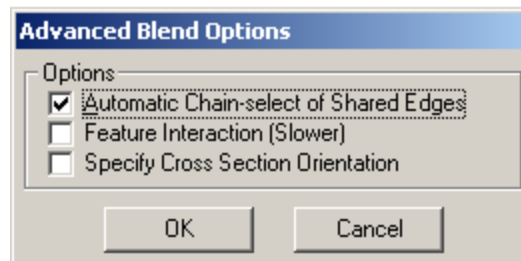 Advanced Blend Options
Options
Automatic Chain-select of Shared Edges
Feature Interaction (Slower)
Specify Cross Section Orientation
OK Cancel